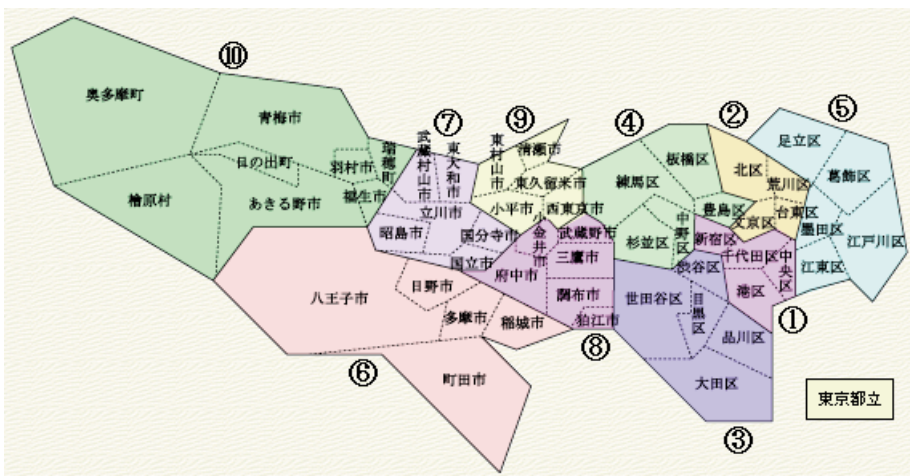 ⑩
奥多摩町
青梅市
瑞穂町
日の出町
羽村市
檜原村
あきる野市
福生市
⑦
武蔵村山市
東大和市
立川市
昭島市
国分寺市
国立市
⑨
東村山市
清瀬市
東久留米市
小平市
西東京市
小金井市
武蔵野市
三鷹市
府中市
調布市
狛江市
⑧
八王子市
日野市
多摩市
稲城市
町田市
⑥
④
板橋区
練馬区
豊島区
中野区
杉並区
②
北区
荒川区
台東区
文京区
⑤
足立区
葛飾区
墨田区
江戸川区
江東区
新宿区
千代田区
中央区
港区
①
渋谷区
世田谷区
目黒区
品川区
大田区
③
東京都立